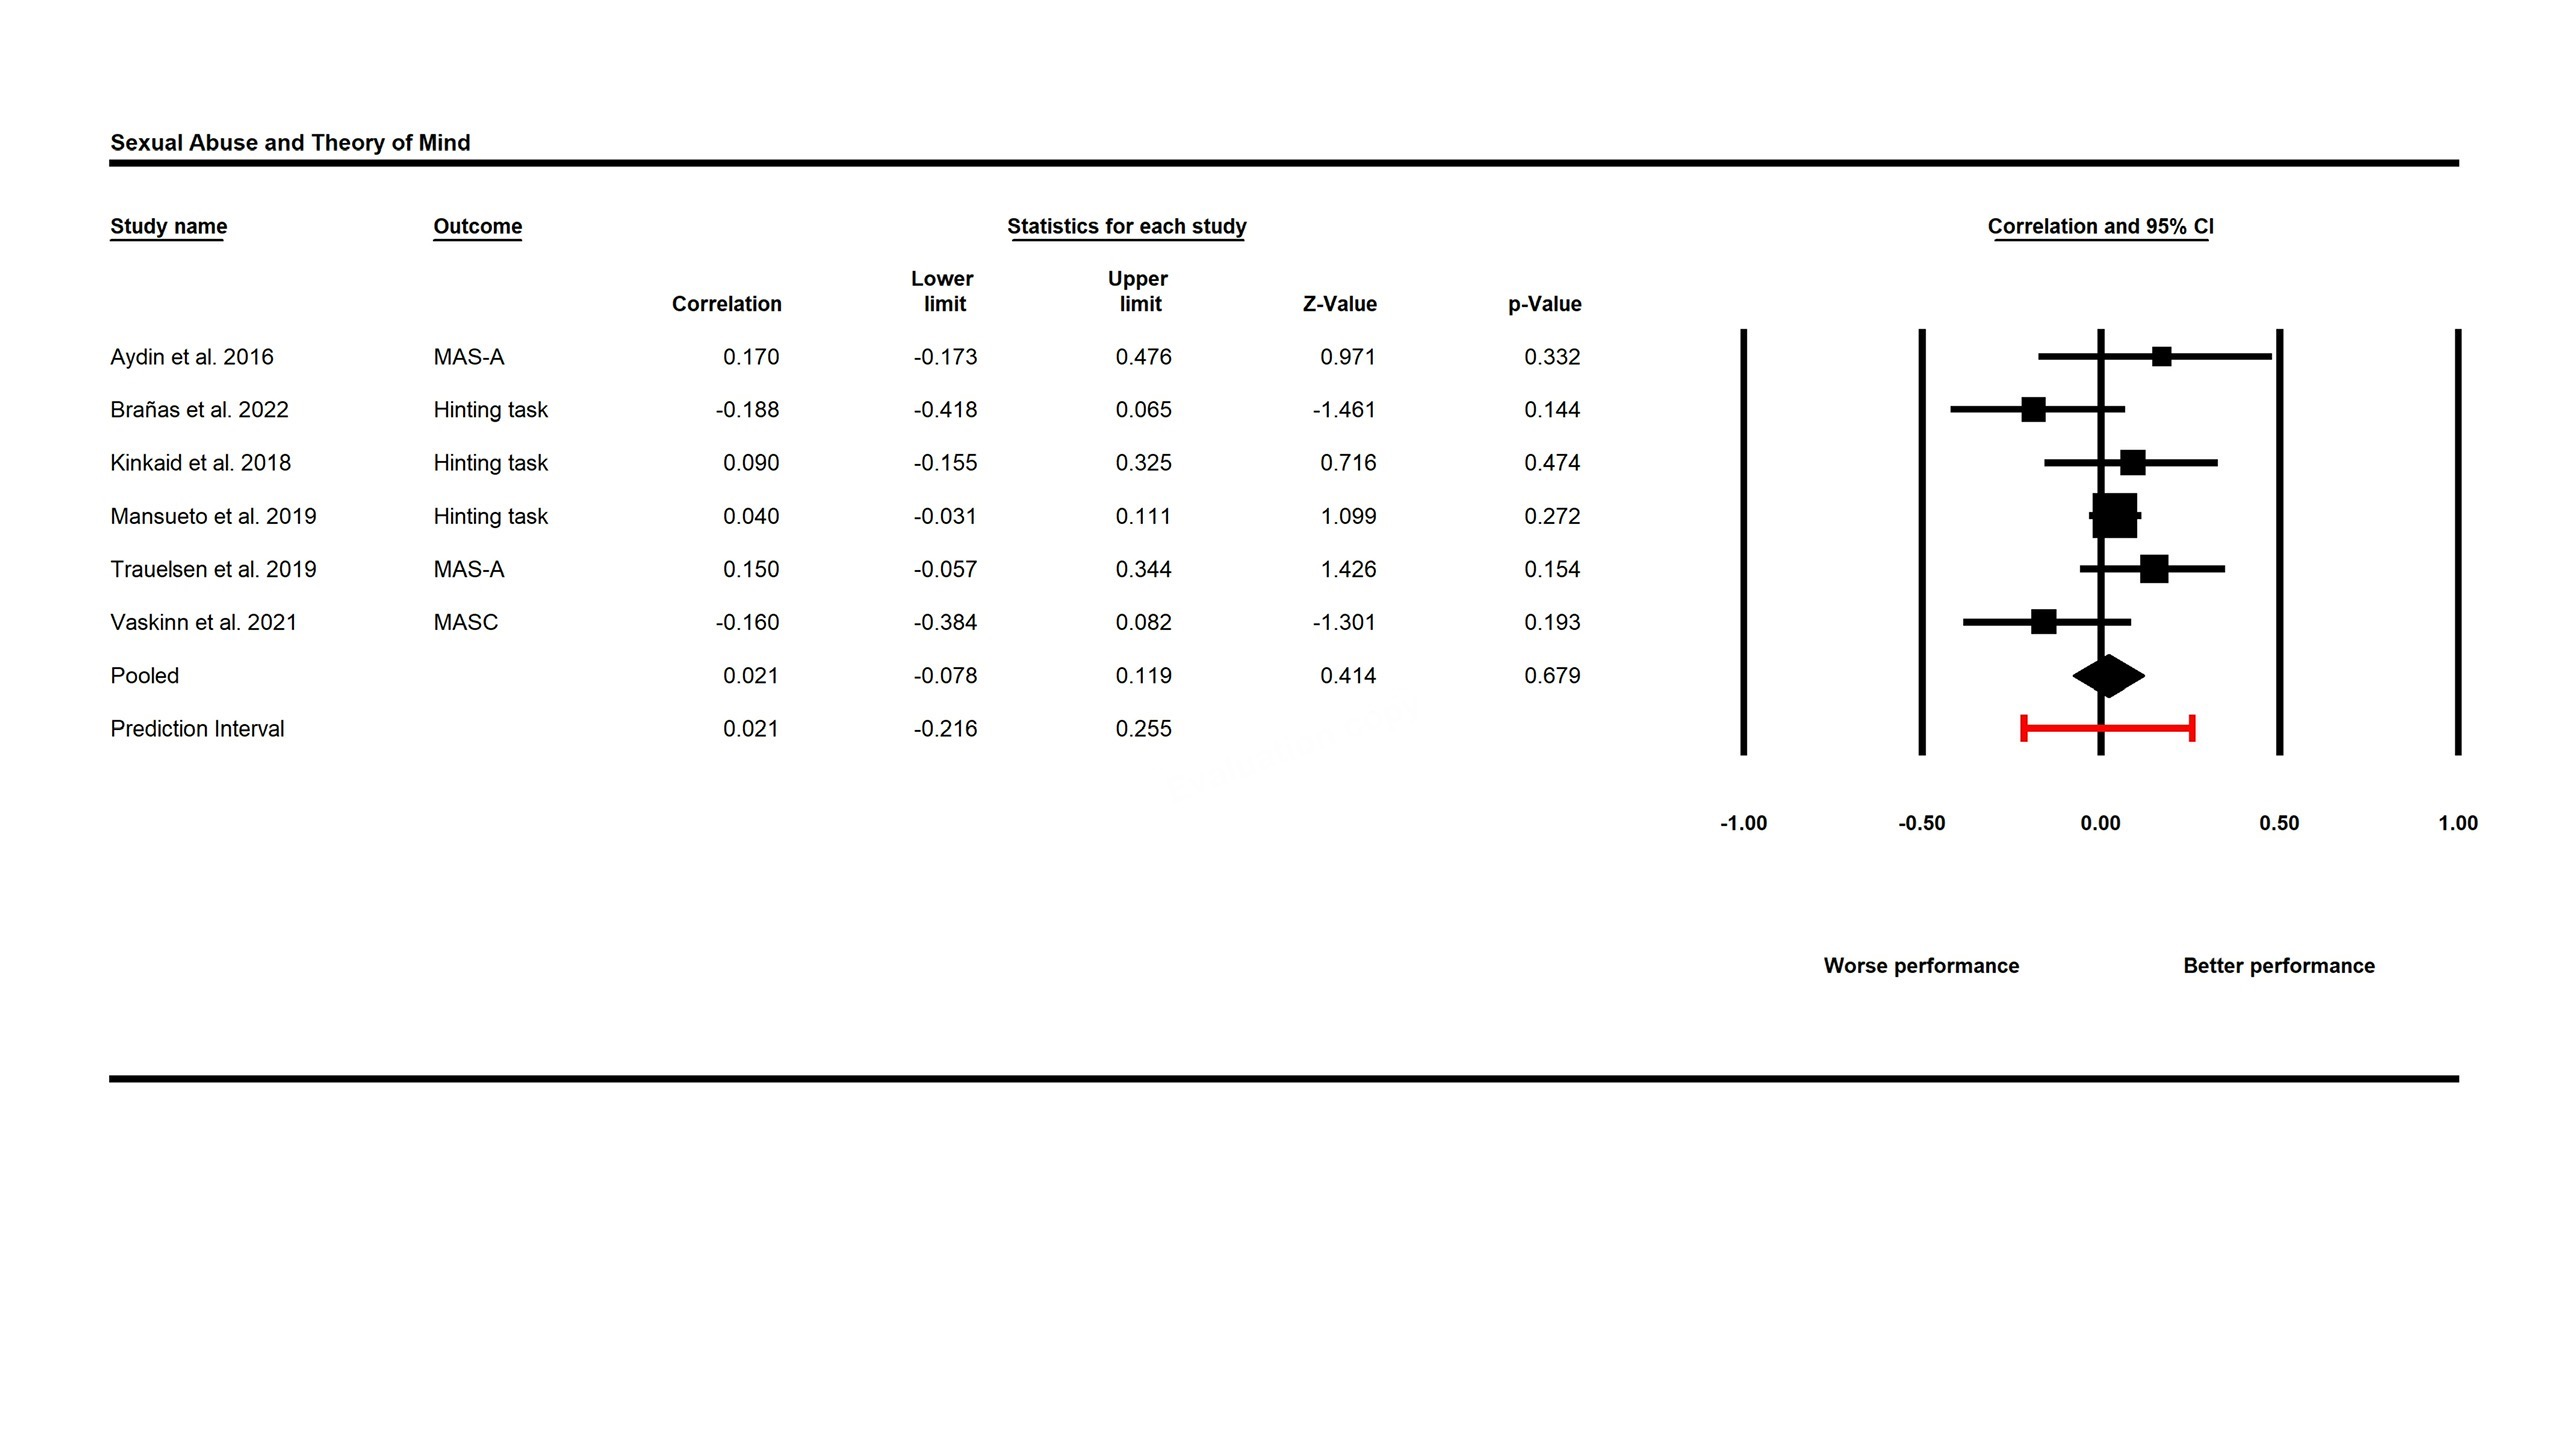 Sexual Abuse and Theory of Mind
Study name Outcome Statistics for each study Correlation and 95% CI
Correlation Lower limit Upper limit Z-Value p-Value
Aydin et al. 2016 MAS-A 0.170 -0.173 0.476 0.971 0.332
Brañas et al. 2022 Hinting task -0.188 -0.418 0.065 -1.461 0.144
Kinkaid et al. 2018 Hinting task 0.090 -0.155 0.325 0.716 0.474
Mansueto et al. 2019 Hinting task 0.040 -0.031 0.111 1.099 0.272
Trauelsen et al. 2019 MAS-A 0.150 -0.057 0.344 1.426 0.154
Vaskinn et al. 2021 MASC -0.160 -0.384 0.082 -1.301 0.193
Pooled 0.021 -0.078 0.119 0.414 0.679
Prediction Interval 0.021 -0.216 0.255
-1.00 -0.50 0.00 0.50 1.00
Worse performance Better performance